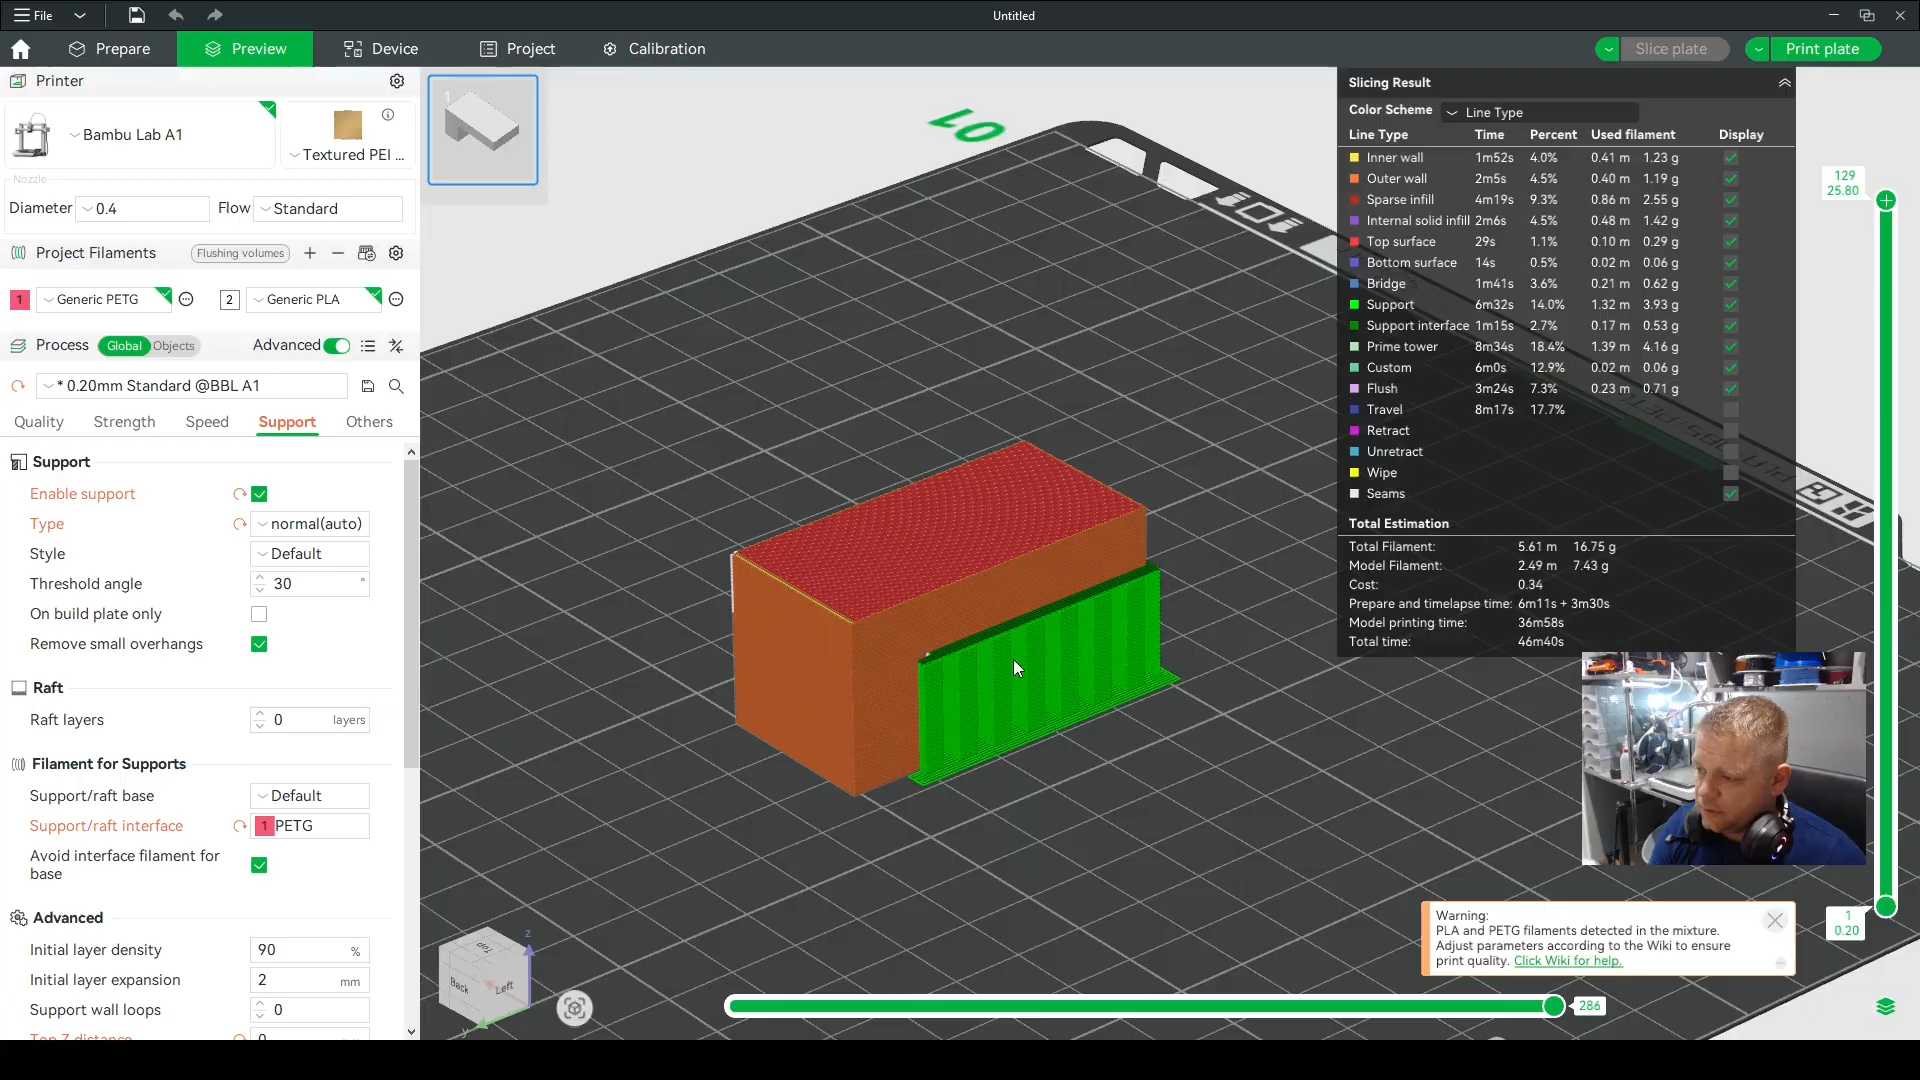 File
Untitled
Prepare
Preview
Device
Project
Calibration
Slice plate
Print plate
Printer
Bambu Lab A1
Textured PEI ...
Nozzle
Diameter
0.4
Flow
Standard
Project Filaments
Flushing volumes
1
Generic PETG
2
Generic PLA
Process
Global
Objects
Advanced
* 0.20mm Standard @BBL A1
Quality
Strength
Speed
Support
Others
Support
Enable support
Type
normal(auto)
Style
Default
Threshold angle
30
°
On build plate only
Remove small overhangs
Raft
Raft layers
0
layers
Filament for Supports
Support/raft base
Default
Support/raft interface
1 PETG
Avoid interface filament for
base
Advanced
Initial layer density
90
%
Initial layer expansion
2
mm
Support wall loops
0
Top Z distance
0
1
01
Top
Back
Left
z
y
Slicing Result
Color Scheme
Line Type
Line Type Time Percent Used filament Display
Inner wall 1m52s 4.0% 0.41 m 1.23 g
Outer wall 2m5s 4.5% 0.40 m 1.19 g
Sparse infill 4m19s 9.3% 0.86 m 2.55 g
Internal solid infill 2m6s 4.5% 0.48 m 1.42 g
Top surface 29s 1.1% 0.10 m 0.29 g
Bottom surface 14s 0.5% 0.02 m 0.06 g
Bridge 1m41s 3.6% 0.21 m 0.62 g
Support 6m32s 14.0% 1.32 m 3.93 g
Support interface 1m15s 2.7% 0.17 m 0.53 g
Prime tower 8m34s 18.4% 1.39 m 4.16 g
Custom 6m0s 12.9% 0.02 m 0.06 g
Flush 3m24s 7.3% 0.23 m 0.71 g
Travel 8m17s 17.7%
Retract
Unretract
Wipe
Seams
Total Estimation
Total Filament: 5.61 m 16.75 g
Model Filament: 2.49 m 7.43 g
Cost: 0.34
Prepare and timelapse time: 6m11s + 3m30s
Model printing time: 36m58s
Total time: 46m40s
129
25.80
1
0.20
Warning:
PLA and PETG filaments detected in the mixture.
Adjust parameters according to the Wiki to ensure
print quality. Click Wiki for help.
286